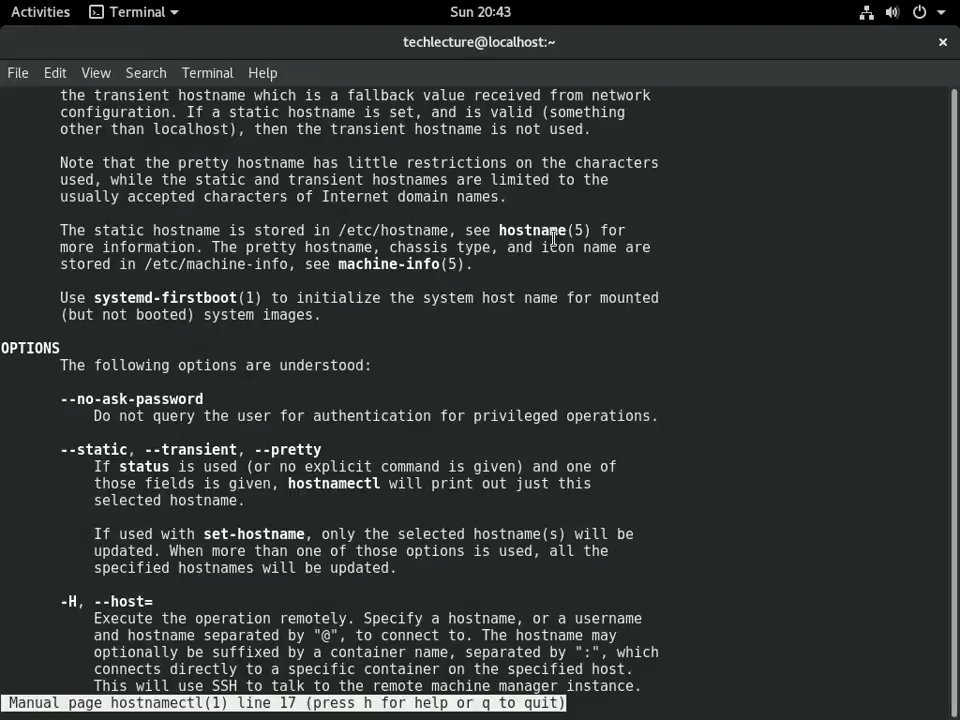 Activities Terminal Sun 20:43
techlecture@localhost:~ ×
File Edit View Search Terminal Help
the transient hostname which is a fallback value received from network
configuration. If a static hostname is set, and is valid (something
other than localhost), then the transient hostname is not used.
Note that the pretty hostname has little restrictions on the characters
used, while the static and transient hostnames are limited to the
usually accepted characters of Internet domain names.
The static hostname is stored in /etc/hostname, see hostname(5) for
more information. The pretty hostname, chassis type, and icon name are
stored in /etc/machine-info, see machine-info(5).
Use systemd-firstboot(1) to initialize the system host name for mounted
(but not booted) system images.
OPTIONS
The following options are understood:
--no-ask-password
Do not query the user for authentication for privileged operations.
--static, --transient, --pretty
If status is used (or no explicit command is given) and one of
those fields is given, hostnamectl will print out just this
selected hostname.
If used with set-hostname, only the selected hostname(s) will be
updated. When more than one of those options is used, all the
specified hostnames will be updated.
-H, --host=
Execute the operation remotely. Specify a hostname, or a username
and hostname separated by "@", to connect to. The hostname may
optionally be suffixed by a container name, separated by ":", which
connects directly to a specific container on the specified host.
This will use SSH to talk to the remote machine manager instance.
Manual page hostnamectl(1) line 17 (press h for help or q to quit)